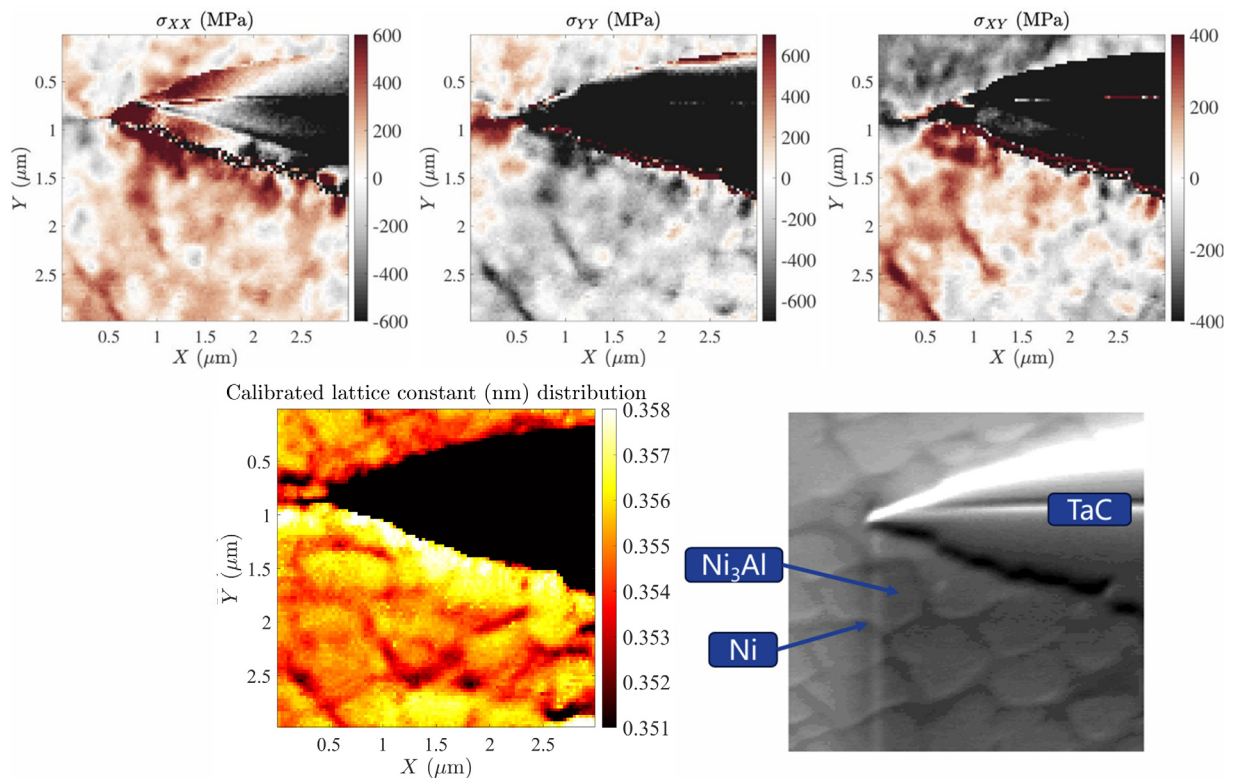 σ_XX (MPa)
σ_YY (MPa)
σ_XY (MPa)
0.5
1
1.5
2
2.5
Y (μm)
0.5 1 1.5 2 2.5
X (μm)
600
400
200
0
-200
-400
-600
0.5
1
1.5
2
2.5
Y (μm)
0.5 1 1.5 2 2.5
X (μm)
600
400
200
0
-200
-400
-600
0.5
1
1.5
2
2.5
Y (μm)
0.5 1 1.5 2 2.5
X (μm)
400
200
0
-200
-400
Calibrated lattice constant (nm) distribution
0.5
1
1.5
2
2.5
Y (μm)
0.5 1 1.5 2 2.5
X (μm)
0.358
0.357
0.356
0.355
0.354
0.353
0.352
0.351
TaC
Ni₃Al
Ni